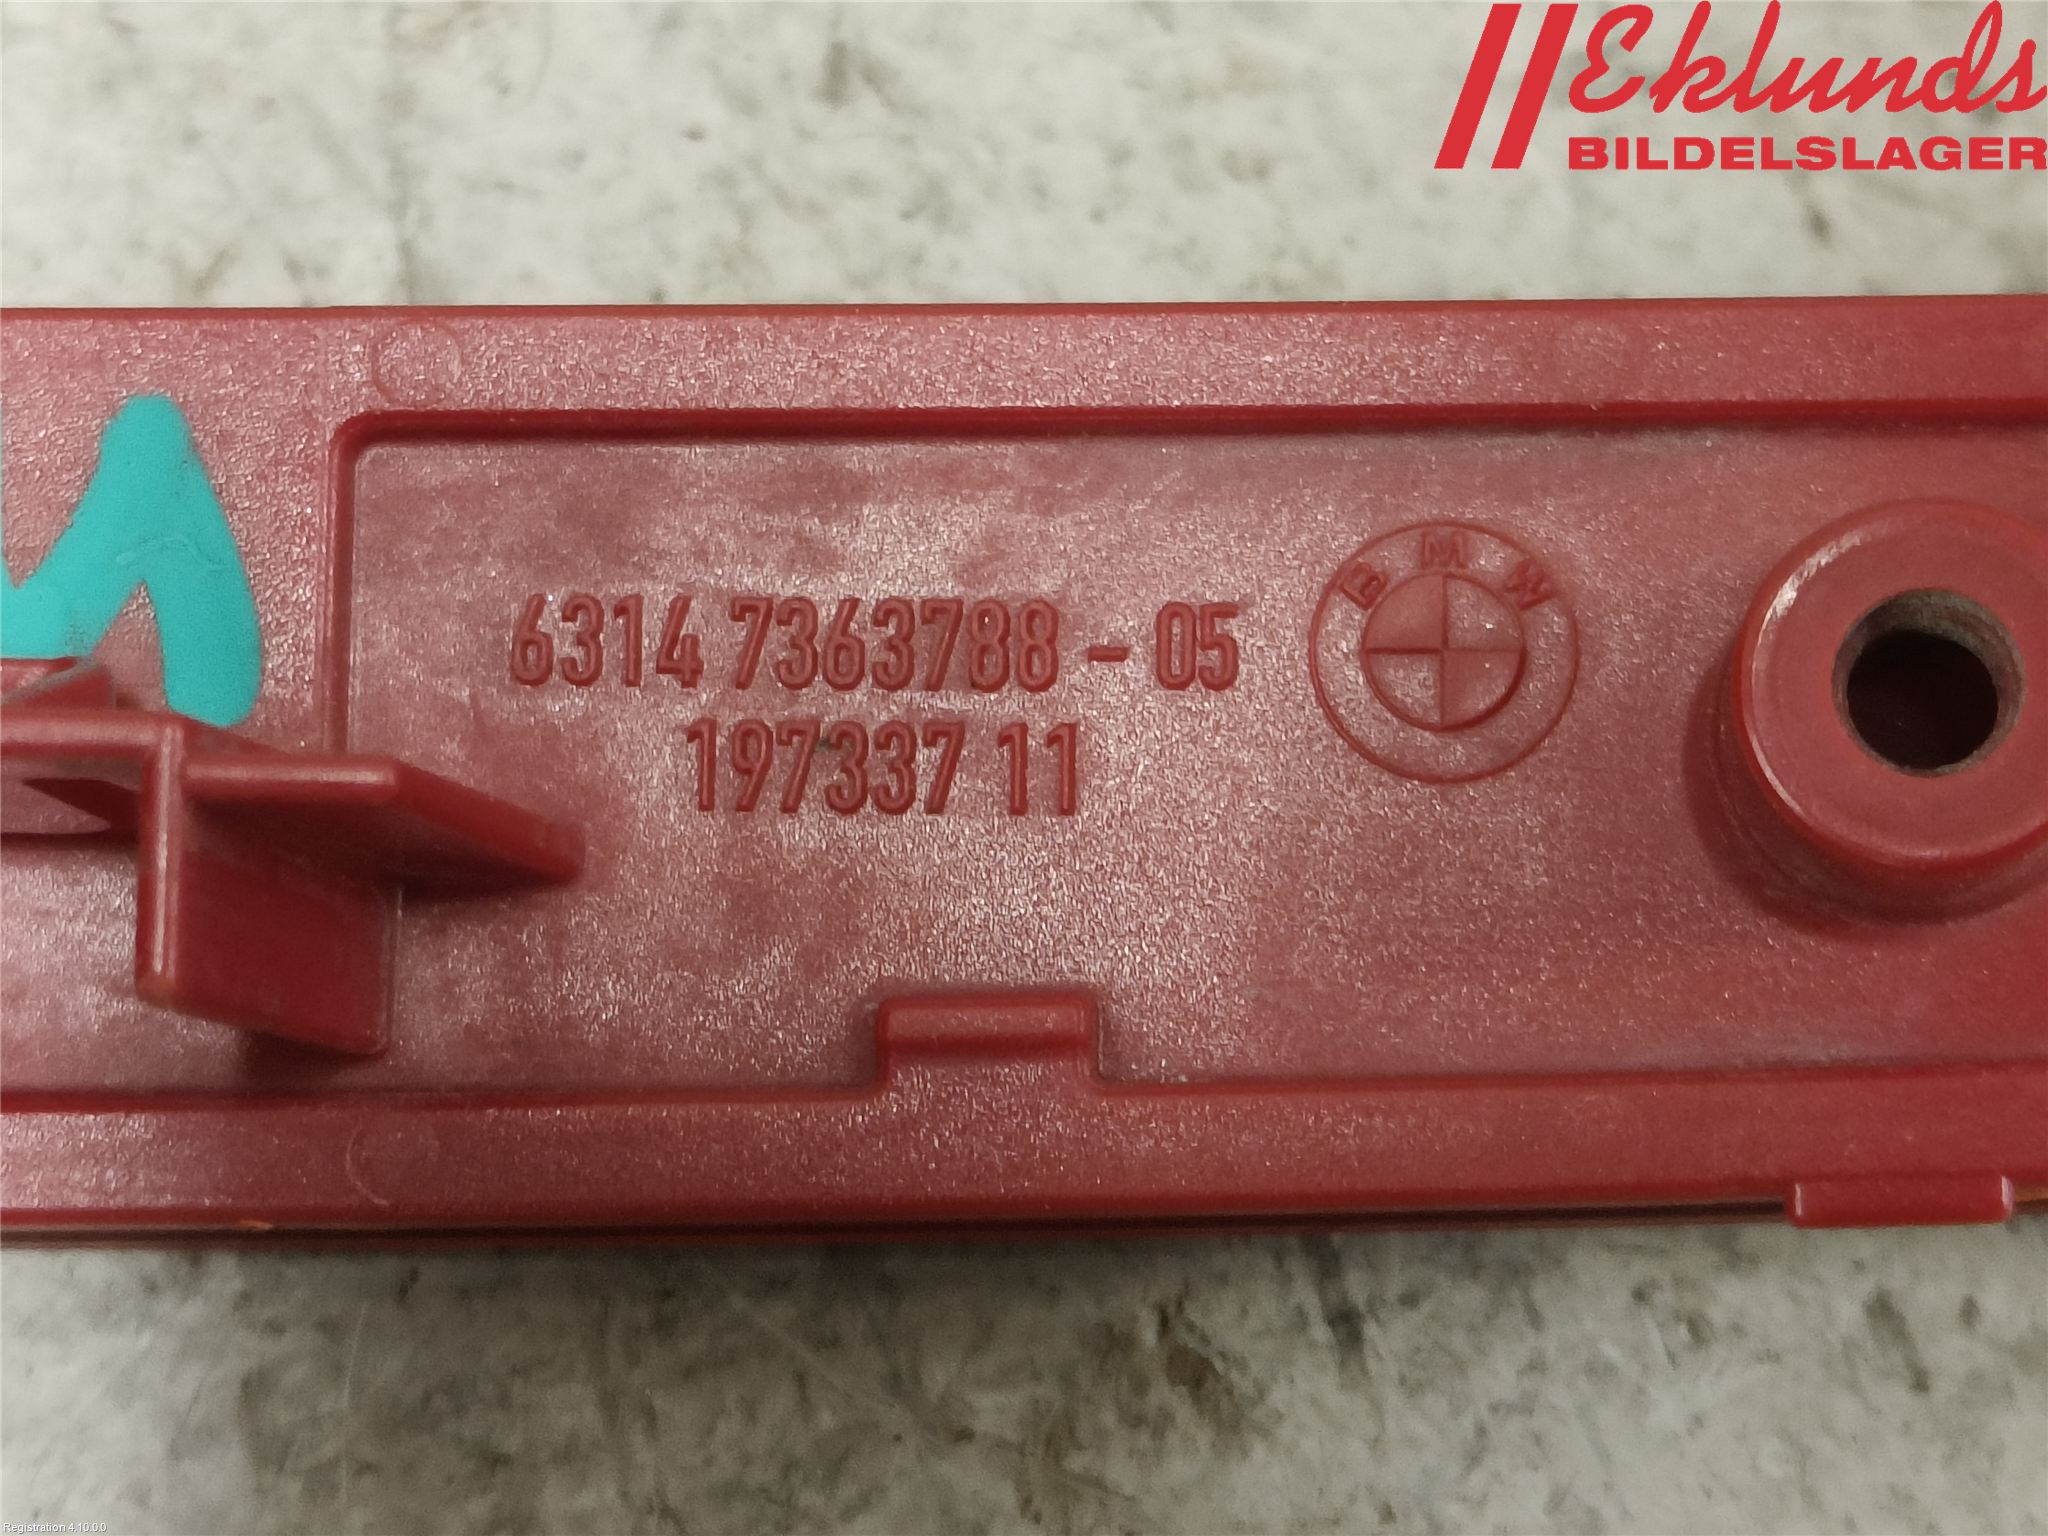 Eklunds
BILDELSLAGER
M
6314 7363788 - 05
197337 11
BMW
Registration 4.10.0.0